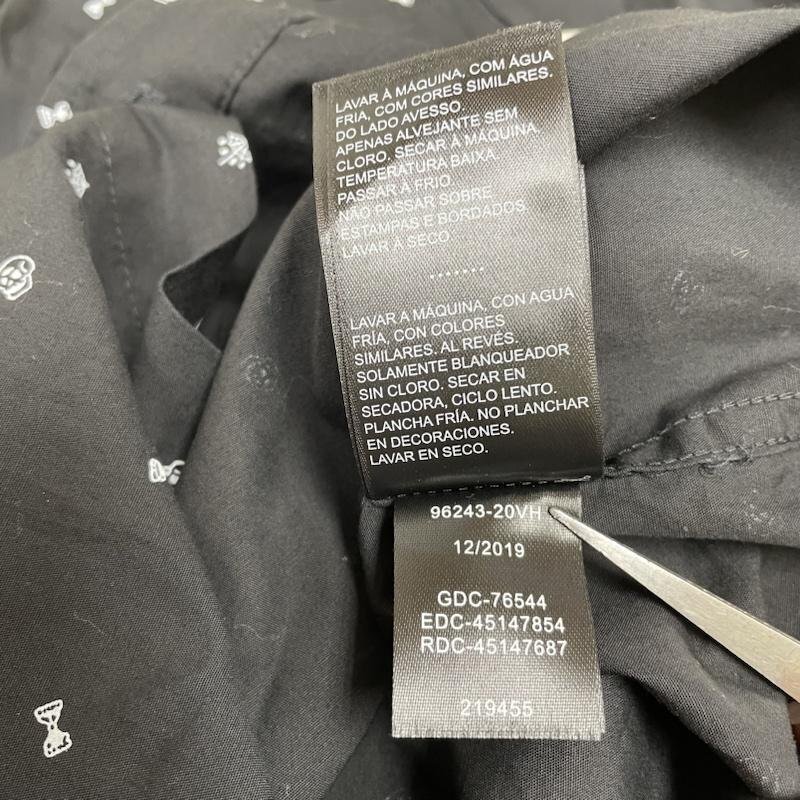 LAVAR À MÁQUINA, COM ÁGUA
FRIA, COM CORES SIMILARES.
DO LADO AVESSO.
APENAS ALVEJANTE SEM
CLORO. SECAR À MÁQUINA.
TEMPERATURA BAIXA.
PASSAR À FRIO.
NÃO PASSAR SOBRE
ESTAMPAS E BORDADOS.
LAVAR À SECO.
.......
LAVAR A MÁQUINA, CON AGUA
FRÍA, CON COLORES
SIMILARES. AL REVÉS.
SOLAMENTE BLANQUEADOR
SIN CLORO. SECAR EN
SECADORA, CICLO LENTO.
PLANCHA FRÍA. NO PLANCHAR
EN DECORACIONES.
LAVAR EN SECO.
96243-20VH
12/2019
GDC-76544
EDC-45147854
RDC-45147687
219455